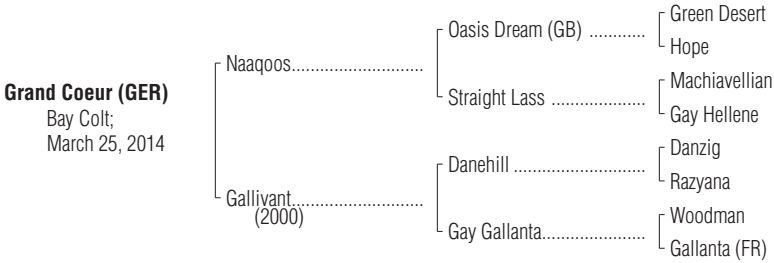 Grand Coeur (GER)
Bay Colt;
March 25, 2014
Naaqoos...........................
Gallivant...........................
(2000)
Oasis Dream (GB) ............
Straight Lass ....................
Danehill ............................
Gay Gallanta......................
Green Desert
Hope
Machiavellian
Gay Hellene
Danzig
Razyana
Woodman
Gallanta (FR)